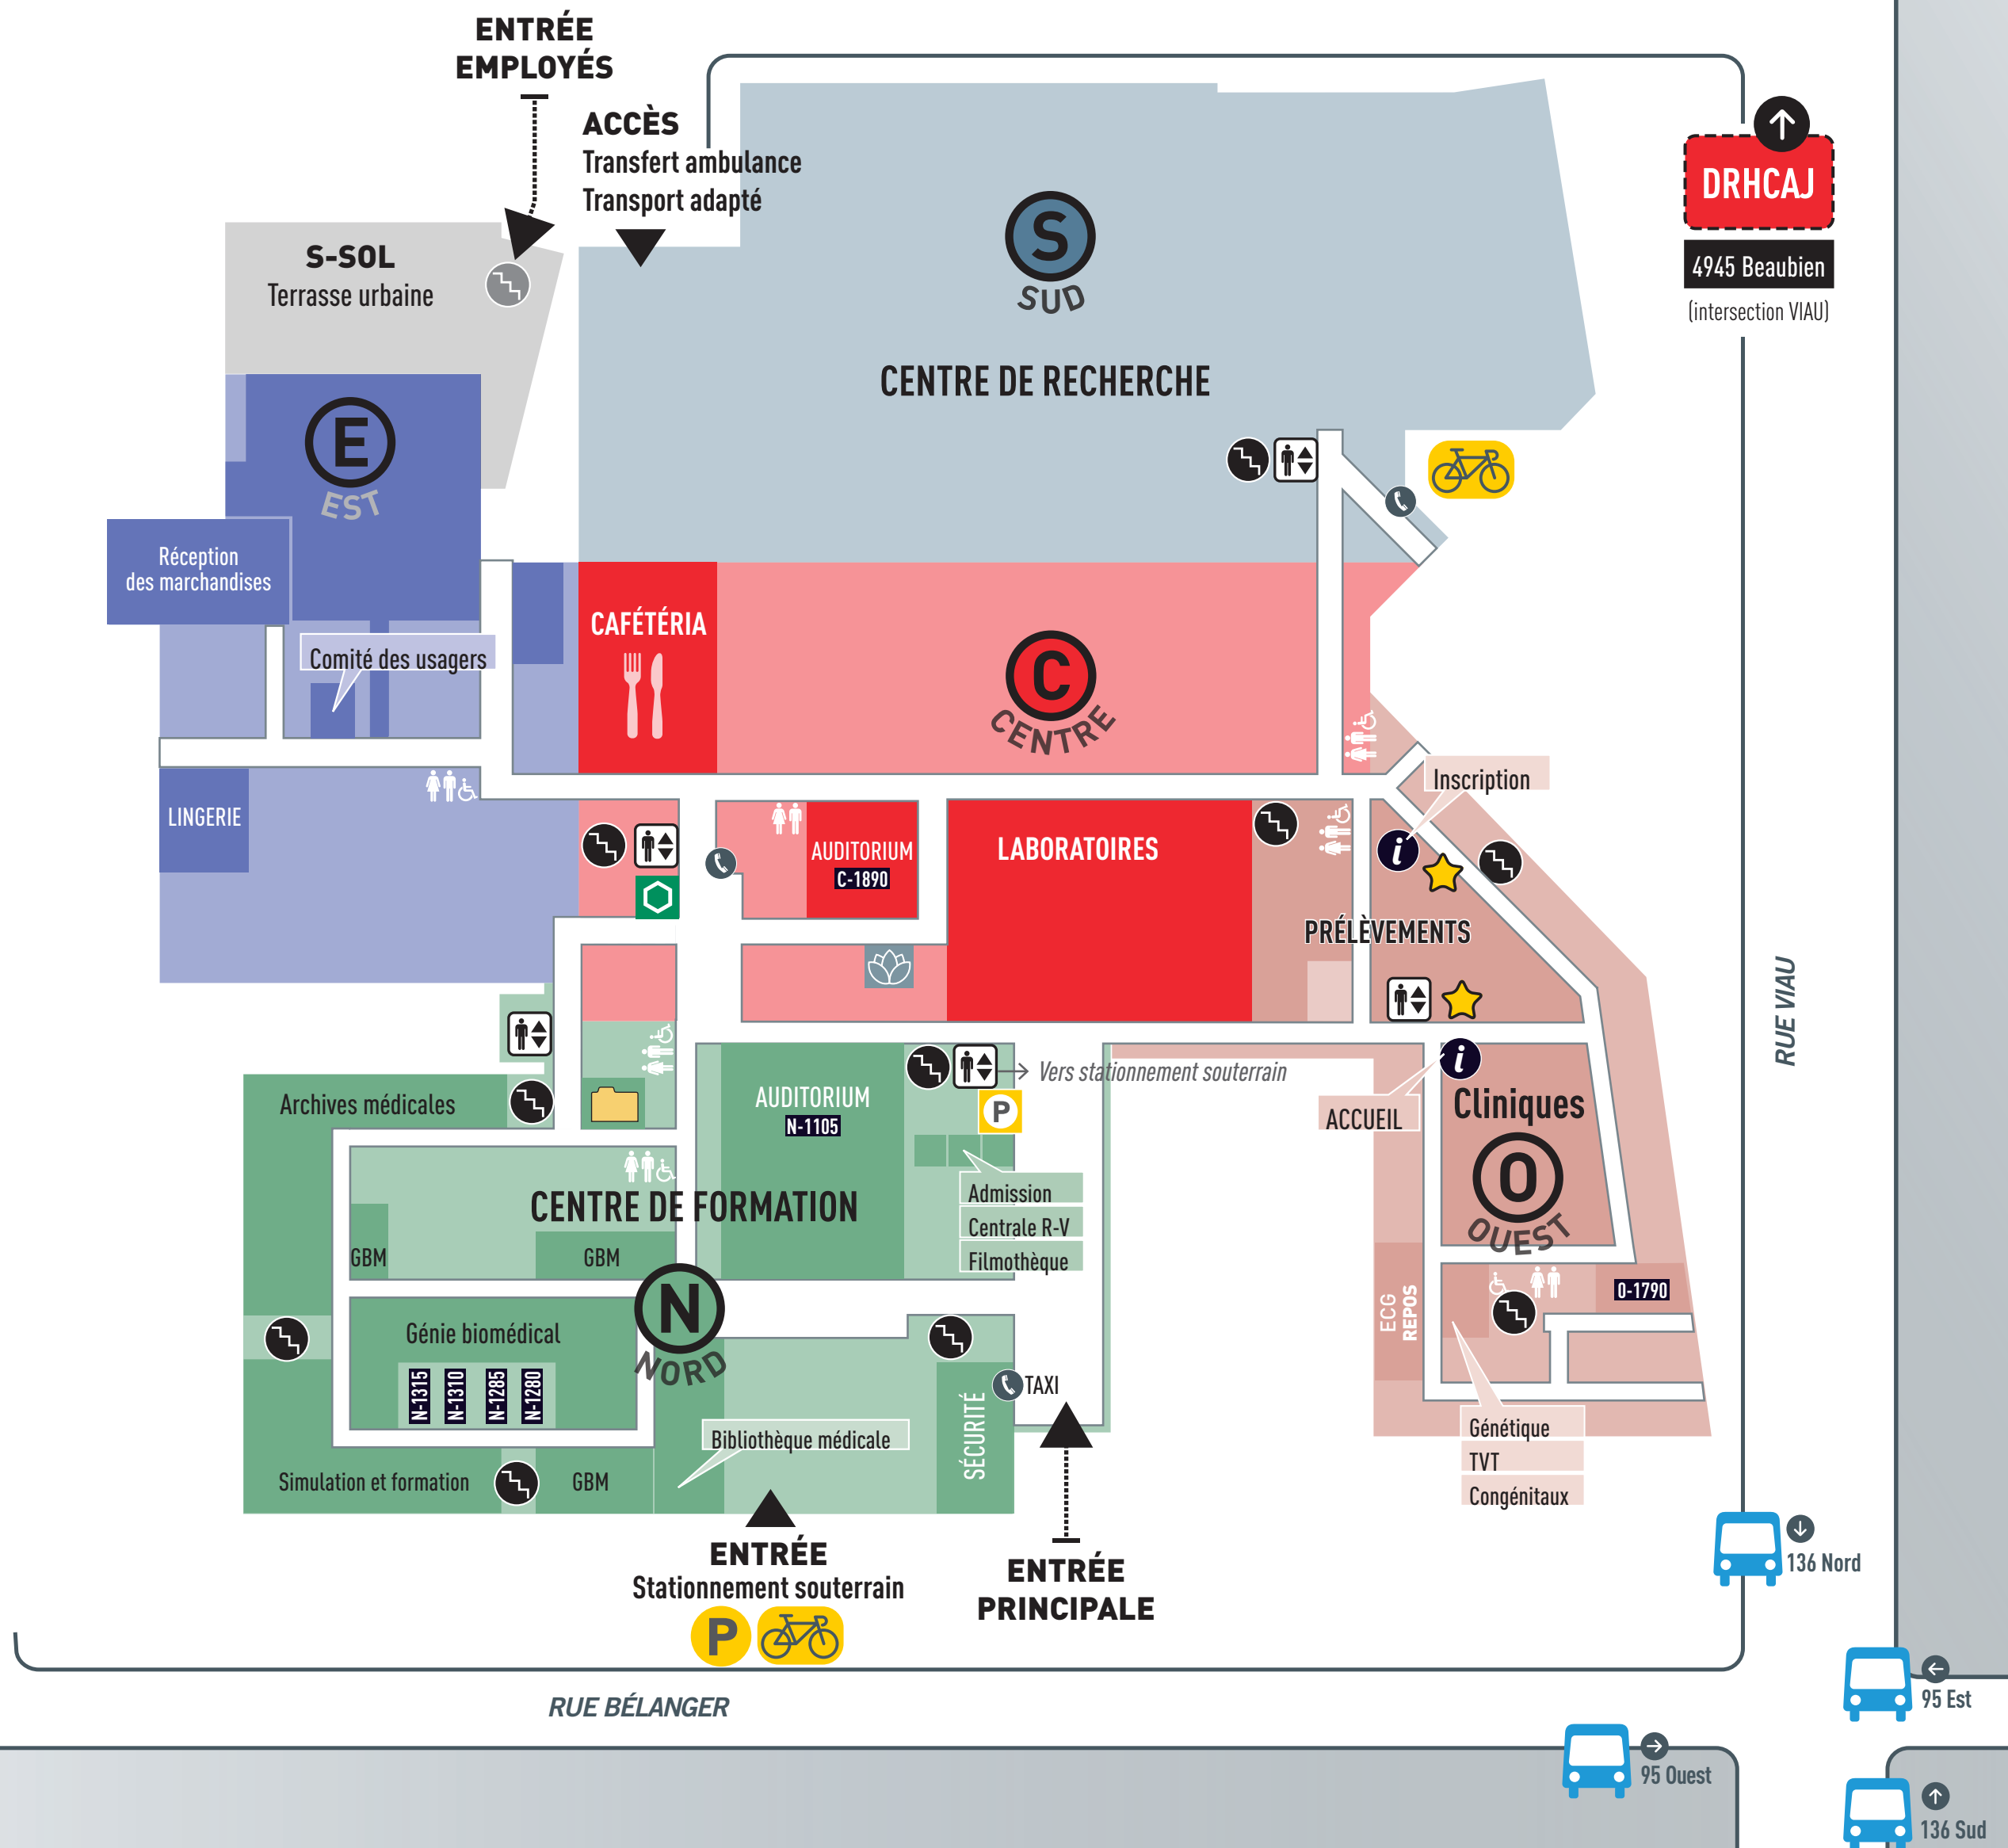 ENTRÉE
EMPLOYÉS
ACCÈS
Transfert ambulance
Transport adapté
DRHCAJ
4945 Beaubien
(intersection VIAU)
S-SOL
Terrasse urbaine
S
SUD
CENTRE DE RECHERCHE
E
EST
Réception
des marchandises
Comité des usagers
CAFÉTÉRIA
C
CENTRE
Inscription
i
LINGERIE
AUDITORIUM
C-1890
LABORATOIRES
PRÉLÈVEMENTS
RUE VIAU
Archives médicales
AUDITORIUM
N-1105
Vers stationnement souterrain
P
ACCUEIL
i
Cliniques
O
OUEST
Admission
Centrale R-V
Filmothèque
CENTRE DE FORMATION
GBM
GBM
N
NORD
O-1790
ECG
REPOS
Génie biomédical
N-1315
N-1310
N-1285
N-1280
TAXI
SÉCURITÉ
Bibliothèque médicale
Génétique
TVT
Congénitaux
Simulation et formation
GBM
ENTRÉE
Stationnement souterrain
P
ENTRÉE
PRINCIPALE
136 Nord
95 Est
RUE BÉLANGER
95 Ouest
136 Sud